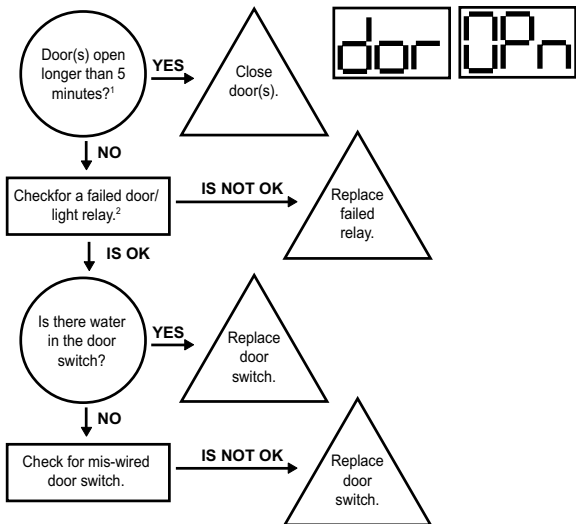 Door(s) open
longer than 5
minutes?¹
YES
Close
door(s).
dor OPn
NO
Checkfor a failed door/
light relay.²
IS NOT OK
Replace
failed
relay.
IS OK
Is there water
in the door
switch?
YES
Replace
door
switch.
NO
Check for mis-wired
door switch.
IS NOT OK
Replace
door
switch.